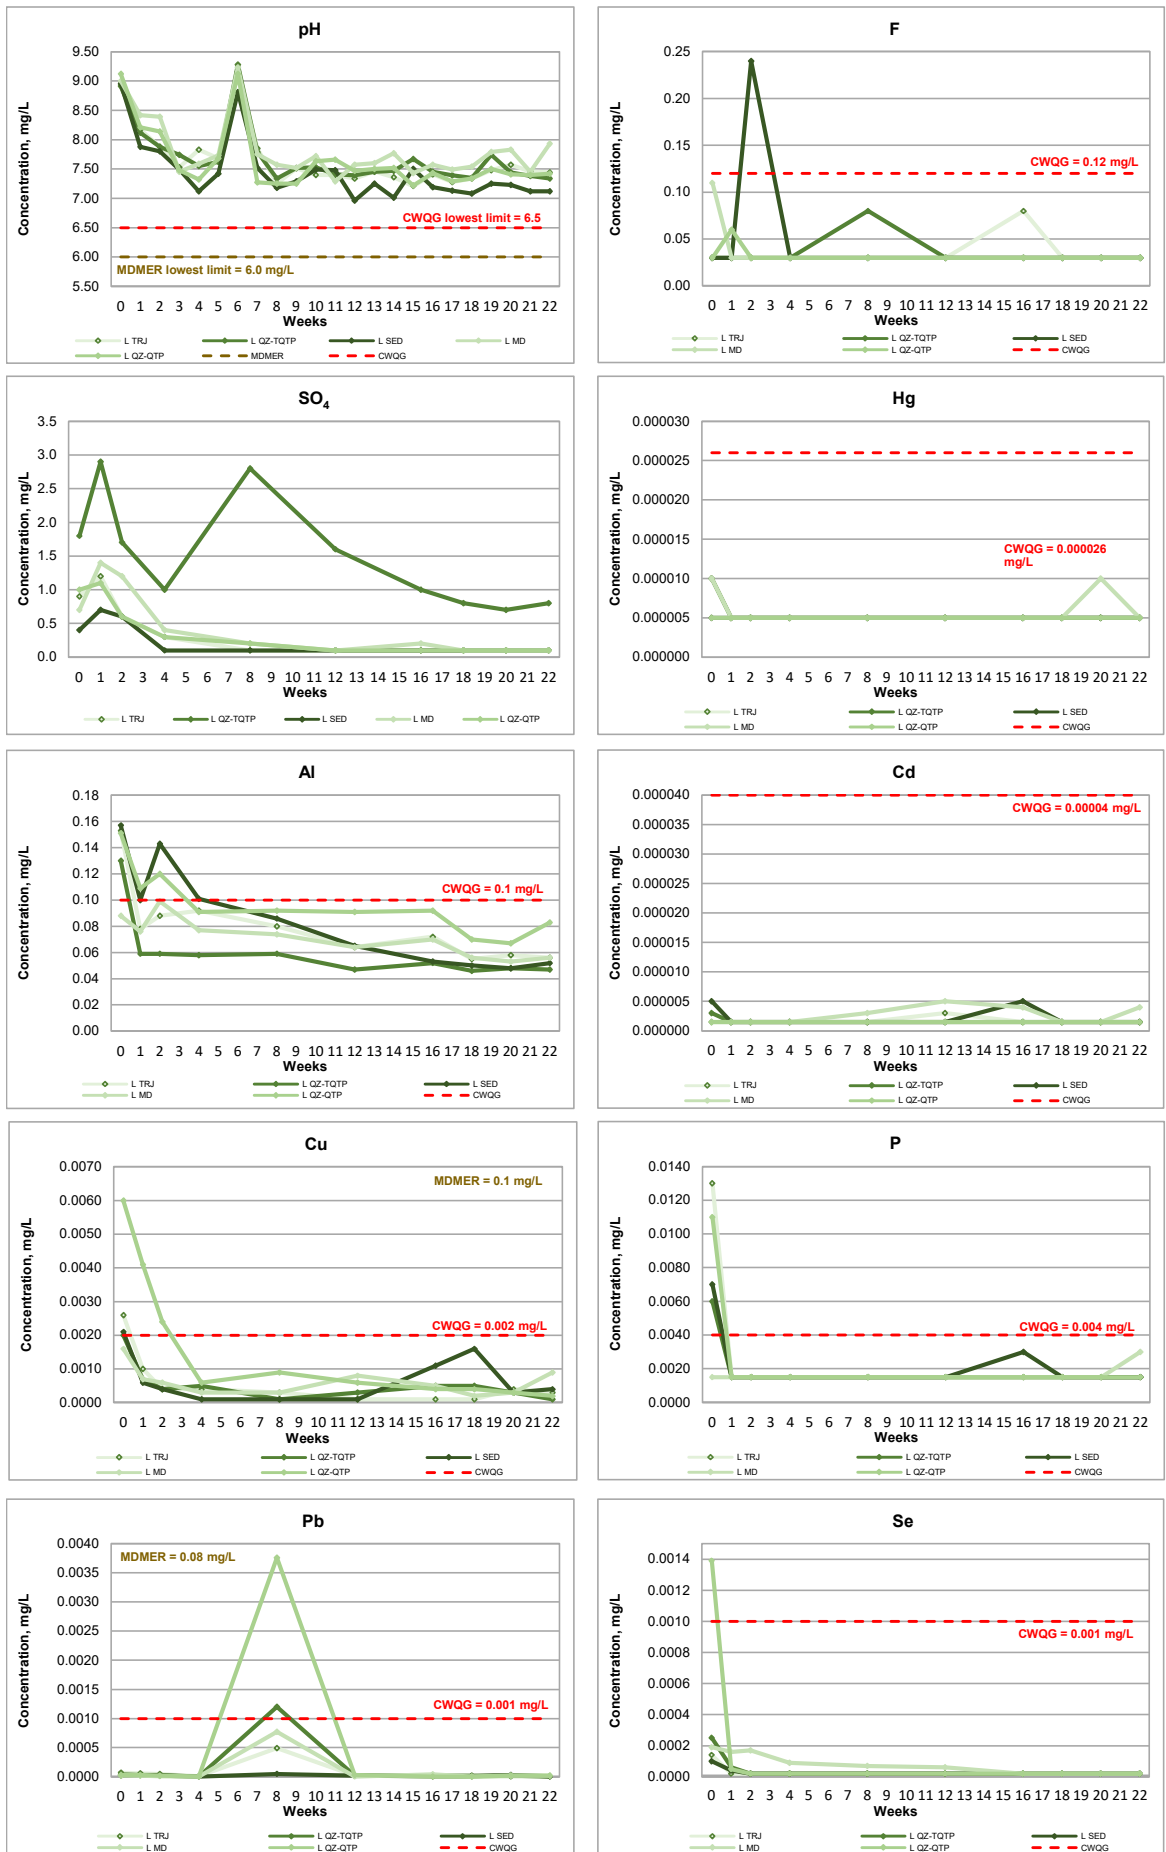 pH
Concentration, mg/L
9.50
9.00
8.50
8.00
7.50
7.00
6.50
6.00
5.50
CWQG lowest limit = 6.5
MDMER lowest limit = 6.0 mg/L
0 1 2 3 4 5 6 7 8 9 10 11 12 13 14 15 16 17 18 19 20 21 22
Weeks
L TRJ L QZ-TQTP L SED L MD
L QZ-QTP MDMER CWQG
F
Concentration, mg/L
0.25
0.20
0.15
0.10
0.05
0.00
CWQG = 0.12 mg/L
0 1 2 3 4 5 6 7 8 9 10 11 12 13 14 15 16 17 18 19 20 21 22
Weeks
L TRJ L QZ-TQTP L SED
L MD L QZ-QTP CWQG
SO4
Concentration, mg/L
3.5
3.0
2.5
2.0
1.5
1.0
0.5
0.0
0 1 2 3 4 5 6 7 8 9 10 11 12 13 14 15 16 17 18 19 20 21 22
Weeks
L TRJ L QZ-TQTP L SED L MD L QZ-QTP
Hg
Concentration, mg/L
0.000030
0.000025
0.000020
0.000015
0.000010
0.000005
0.000000
CWQG = 0.000026
mg/L
0 1 2 3 4 5 6 7 8 9 10 11 12 13 14 15 16 17 18 19 20 21 22
Weeks
L TRJ L QZ-TQTP L SED
L MD L QZ-QTP CWQG
Al
Concentration, mg/L
0.18
0.16
0.14
0.12
0.10
0.08
0.06
0.04
0.02
0.00
CWQG = 0.1 mg/L
0 1 2 3 4 5 6 7 8 9 10 11 12 13 14 15 16 17 18 19 20 21 22
Weeks
L TRJ L QZ-TQTP L SED
L MD L QZ-QTP CWQG
Cd
Concentration, mg/L
0.000040
0.000035
0.000030
0.000025
0.000020
0.000015
0.000010
0.000005
0.000000
CWQG = 0.00004 mg/L
0 1 2 3 4 5 6 7 8 9 10 11 12 13 14 15 16 17 18 19 20 21 22
Weeks
L TRJ L QZ-TQTP L SED
L MD L QZ-QTP CWQG
Cu
Concentration, mg/L
0.0070
0.0060
0.0050
0.0040
0.0030
0.0020
0.0010
0.0000
MDMER = 0.1 mg/L
CWQG = 0.002 mg/L
0 1 2 3 4 5 6 7 8 9 10 11 12 13 14 15 16 17 18 19 20 21 22
Weeks
L TRJ L QZ-TQTP L SED
L MD L QZ-QTP CWQG
P
Concentration, mg/L
0.0140
0.0120
0.0100
0.0080
0.0060
0.0040
0.0020
0.0000
CWQG = 0.004 mg/L
0 1 2 3 4 5 6 7 8 9 10 11 12 13 14 15 16 17 18 19 20 21 22
Weeks
L TRJ L QZ-TQTP L SED
L MD L QZ-QTP CWQG
Pb
Concentration, mg/L
0.0040
0.0035
0.0030
0.0025
0.0020
0.0015
0.0010
0.0005
0.0000
MDMER = 0.08 mg/L
CWQG = 0.001 mg/L
0 1 2 3 4 5 6 7 8 9 10 11 12 13 14 15 16 17 18 19 20 21 22
Weeks
L TRJ L QZ-TQTP L SED
L MD L QZ-QTP CWQG
Se
Concentration, mg/L
0.0014
0.0012
0.0010
0.0008
0.0006
0.0004
0.0002
0.0000
CWQG = 0.001 mg/L
0 1 2 3 4 5 6 7 8 9 10 11 12 13 14 15 16 17 18 19 20 21 22
Weeks
L TRJ L QZ-TQTP L SED
L MD L QZ-QTP CWQG